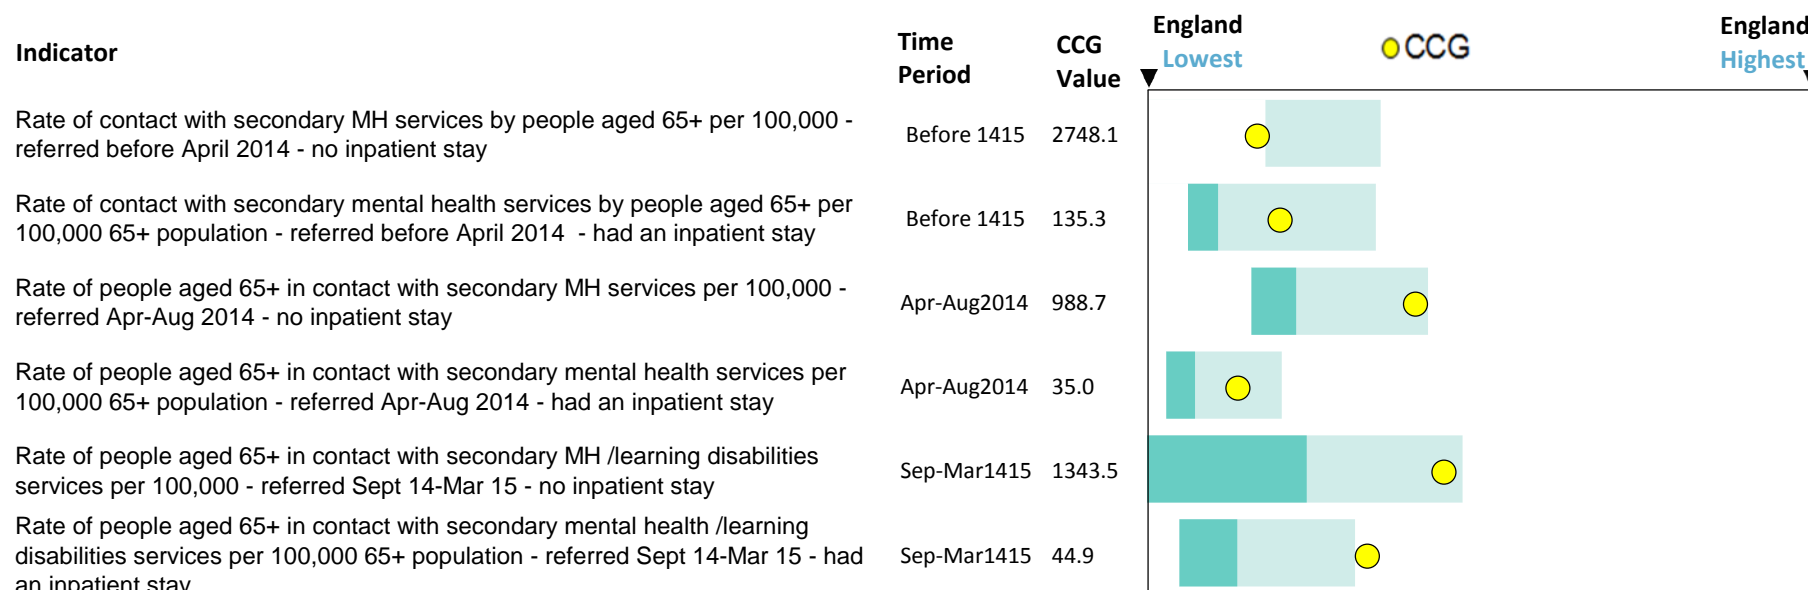 Indicator
Time Period
CCG Value
England Lowest
CCG
England Highest
Rate of contact with secondary MH services by people aged 65+ per 100,000 -
referred before April 2014 - no inpatient stay
Before 1415 2748.1
Rate of contact with secondary mental health services by people aged 65+ per
100,000 65+ population - referred before April 2014  - had an inpatient stay
Before 1415 135.3
Rate of people aged 65+ in contact with secondary MH services per 100,000 -
referred Apr-Aug 2014 - no inpatient stay
Apr-Aug2014 988.7
Rate of people aged 65+ in contact with secondary mental health services per
100,000 65+ population - referred Apr-Aug 2014 - had an inpatient stay
Apr-Aug2014 35.0
Rate of people aged 65+ in contact with secondary MH /learning disabilities
services per 100,000 - referred Sept 14-Mar 15 - no inpatient stay
Sep-Mar1415 1343.5
Rate of people aged 65+ in contact with secondary mental health /learning
disabilities services per 100,000 65+ population - referred Sept 14-Mar 15 - had
an inpatient stay
Sep-Mar1415 44.9